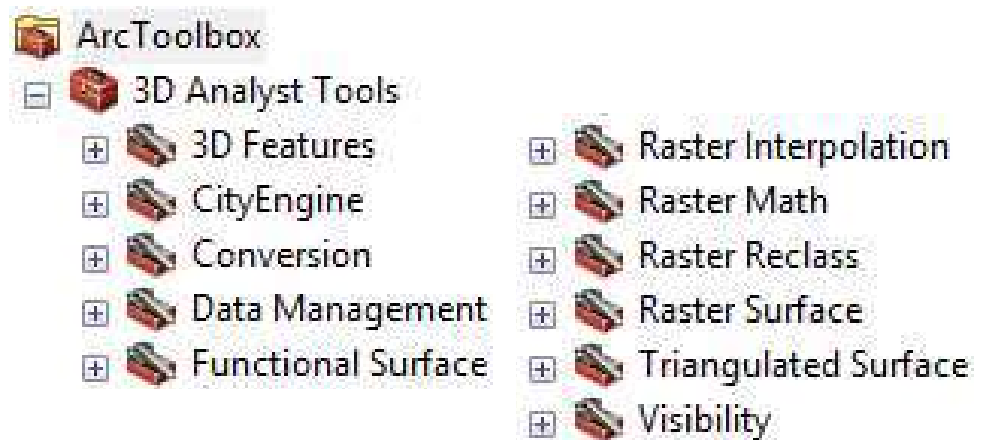 ArcToolbox
3D Analyst Tools
3D Features
CityEngine
Conversion
Data Management
Functional Surface
Raster Interpolation
Raster Math
Raster Reclass
Raster Surface
Triangulated Surface
Visibility